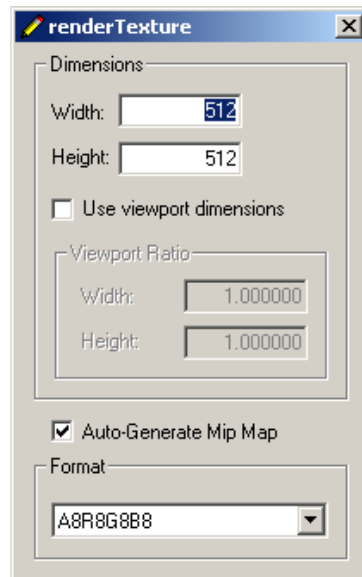 renderTexture
Dimensions
Width: 512
Height: 512
Use viewport dimensions
Viewport Ratio
Width: 1.000000
Height: 1.000000
Auto-Generate Mip Map
Format
A8R8G8B8